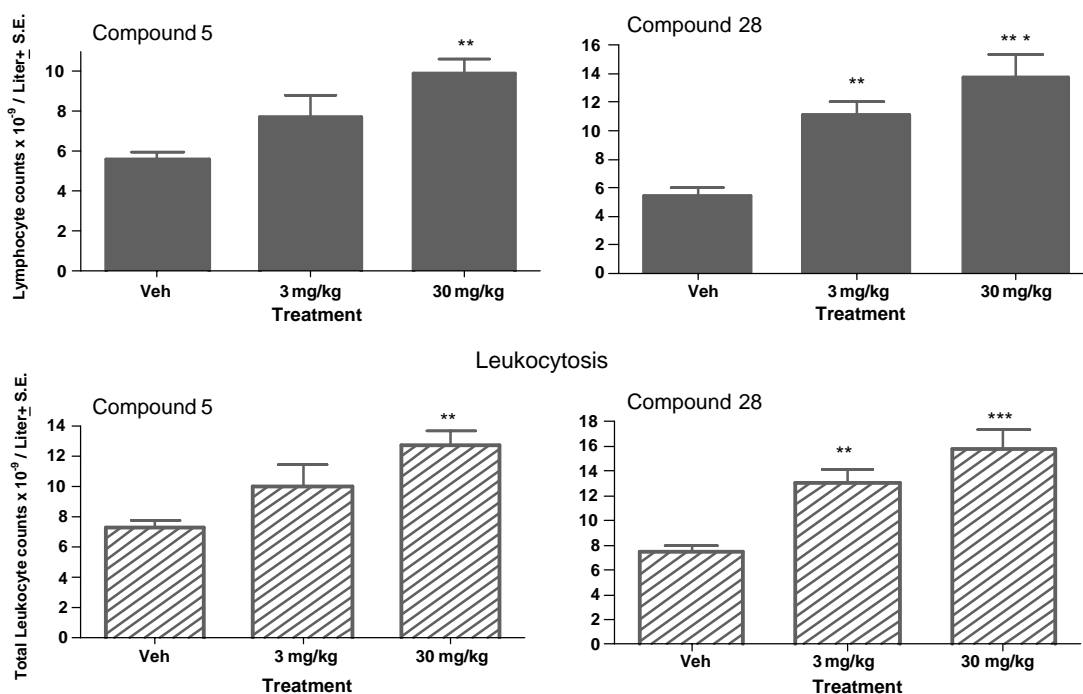 Compound 5
Lymphocyte counts x 10-9 / Liter± S.E.
**
10
8
6
4
2
0
Veh
3 mg/kg
30 mg/kg
Treatment
Compound 28
** *
**
16
14
12
10
8
6
4
2
0
Veh
3 mg/kg
30 mg/kg
Treatment
Leukocytosis
Compound 5
Total Leukocyte counts x 10-9 / Liter± S.E.
**
14
12
10
8
6
4
2
0
Veh
3 mg/kg
30 mg/kg
Treatment
Compound 28
***
**
18
16
14
12
10
8
6
4
2
0
Veh
3 mg/kg
30 mg/kg
Treatment